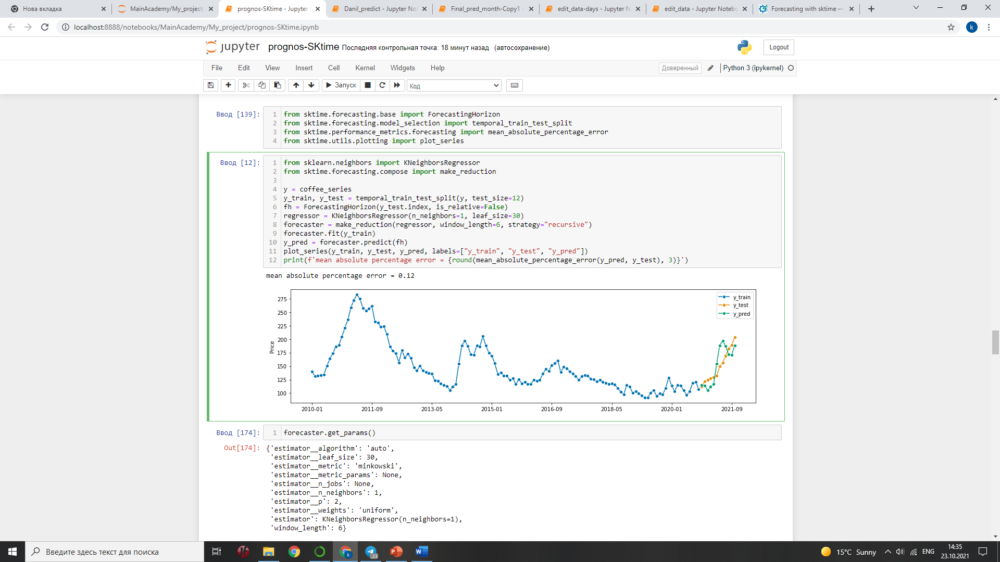 Нова вкладка
MainAcademy/My_project
prognos-SKtime - Jupyter
Danil_predict - Jupyter Not
Final_pred_month-Copy1 -
edit_data-days - Jupyter N
edit_data - Jupyter Notebo
Forecasting with sktime —
localhost:8888/notebooks/MainAcademy/My_project/prognos-SKtime.ipynb
k
jupyter prognos-SKtime Последняя контрольная точка: 18 минут назад (автосохранение)
Logout
File Edit View Insert Cell Kernel Widgets Help
Доверенный
Python 3 (ipykernel)
Запуск
Код
Ввод [139]:
1 from sktime.forecasting.base import ForecastingHorizon
2 from sktime.forecasting.model_selection import temporal_train_test_split
3 from sktime.performance_metrics.forecasting import mean_absolute_percentage_error
4 from sktime.utils.plotting import plot_series
Ввод [12]:
1 from sklearn.neighbors import KNeighborsRegressor
2 from sktime.forecasting.compose import make_reduction
3
4 y = coffee_series
5 y_train, y_test = temporal_train_test_split(y, test_size=12)
6 fh = ForecastingHorizon(y_test.index, is_relative=False)
7 regressor = KNeighborsRegressor(n_neighbors=1, leaf_size=30)
8 forecaster = make_reduction(regressor, window_length=6, strategy="recursive")
9 forecaster.fit(y_train)
10 y_pred = forecaster.predict(fh)
11 plot_series(y_train, y_test, y_pred, labels=["y_train", "y_test", "y_pred"])
12 print(f'mean absolute percentage error = {round(mean_absolute_percentage_error(y_pred, y_test), 3)}')
mean absolute percentage error = 0.12
275
250
225
200
175
150
125
100
Price
y_train
y_test
y_pred
2010-01 2011-09 2013-05 2015-01 2016-09 2018-05 2020-01 2021-09
Ввод [174]:
1 forecaster.get_params()
Out[174]:
{'estimator__algorithm': 'auto',
'estimator__leaf_size': 30,
'estimator__metric': 'minkowski',
'estimator__metric_params': None,
'estimator__n_jobs': None,
'estimator__n_neighbors': 1,
'estimator__p': 2,
'estimator__weights': 'uniform',
'estimator': KNeighborsRegressor(n_neighbors=1),
'window_length': 6}
Введите здесь текст для поиска
k
23
15°C Sunny
ENG
14:35
23.10.2021